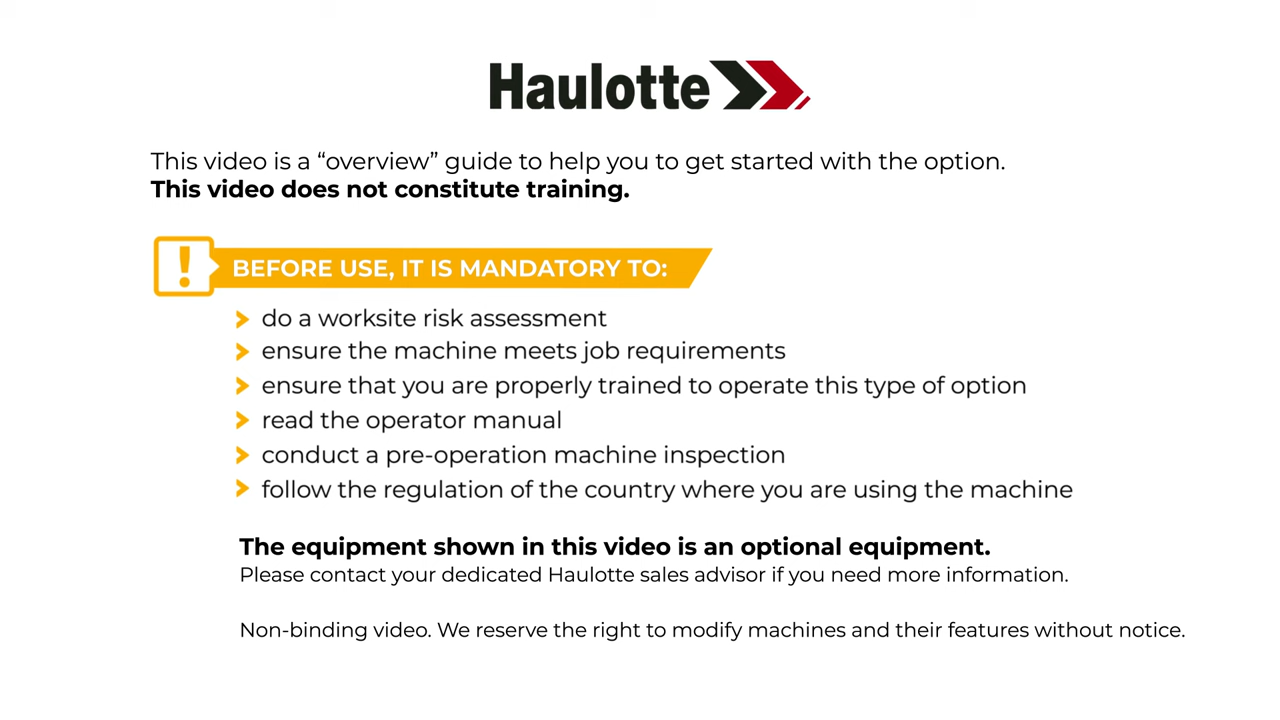 Haulotte
This video is a “overview” guide to help you to get started with the option.
This video does not constitute training.
! BEFORE USE, IT IS MANDATORY TO:
do a worksite risk assessment
ensure the machine meets job requirements
ensure that you are properly trained to operate this type of option
read the operator manual
conduct a pre-operation machine inspection
follow the regulation of the country where you are using the machine
The equipment shown in this video is an optional equipment.
Please contact your dedicated Haulotte sales advisor if you need more information.
Non-binding video. We reserve the right to modify machines and their features without notice.